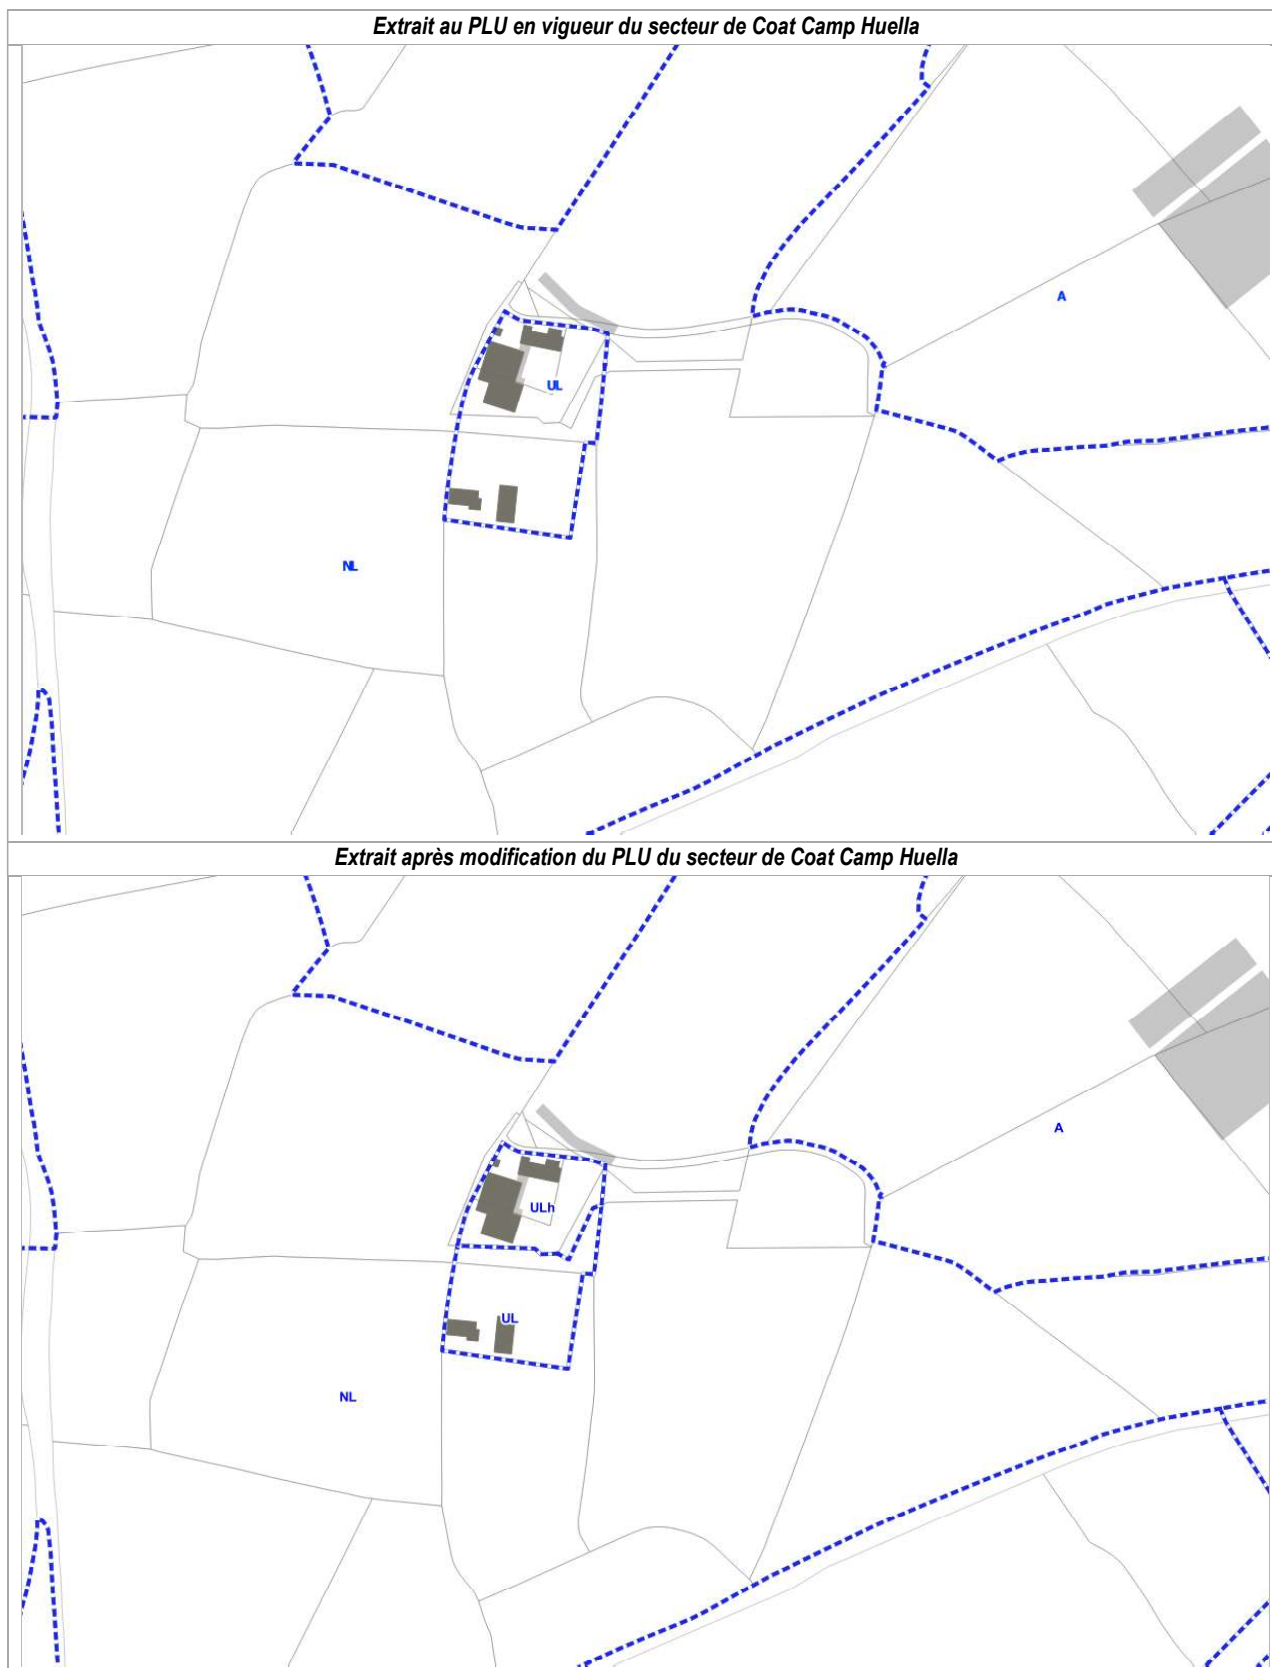 Extrait au PLU en vigueur du secteur de Coat Camp Huella
A
UL
NL
Extrait après modification du PLU du secteur de Coat Camp Huella
A
ULh
UL
NL